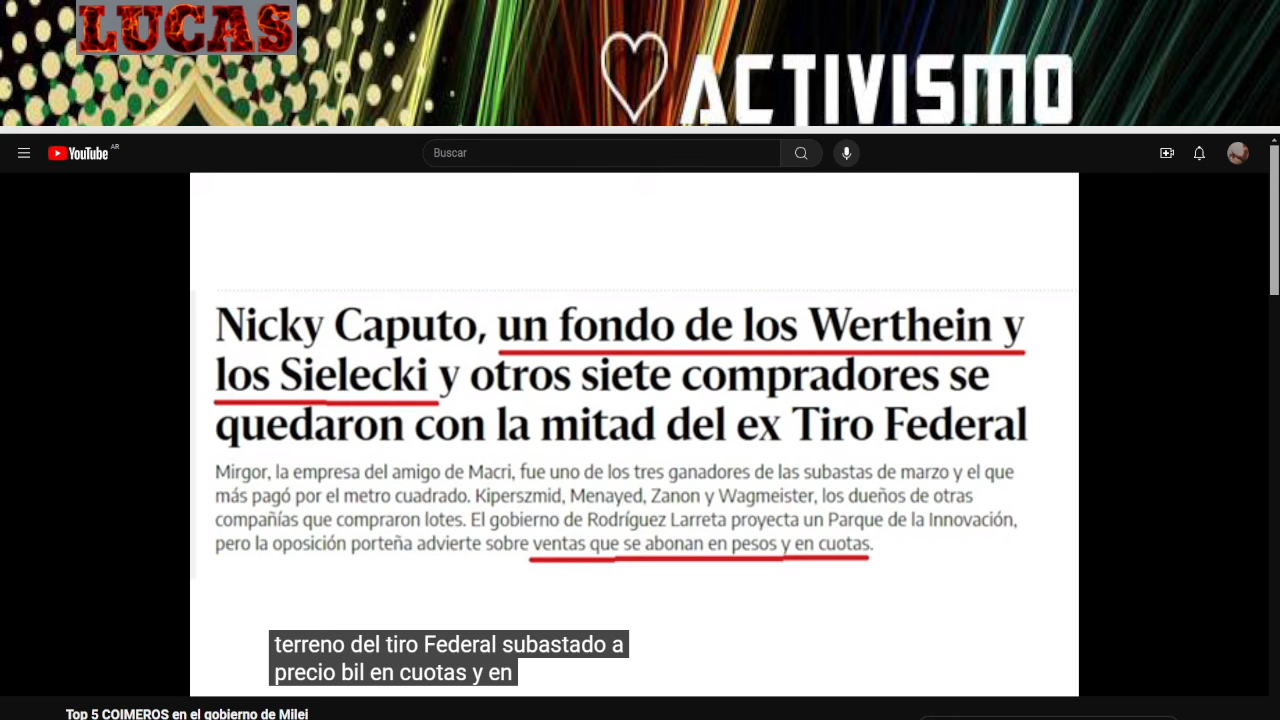 LUCAS
ACTIVISMO
YouTube AR
Buscar
Nicky Caputo, un fondo de los Werthein y
los Sielecki y otros siete compradores se
quedaron con la mitad del ex Tiro Federal
Mirgor, la empresa del amigo de Macri, fue uno de los tres ganadores de las subastas de marzo y el que
más pagó por el metro cuadrado. Kiperszmid, Menayed, Zanon y Wagmeister, los dueños de otras
compañías que compraron lotes. El gobierno de Rodríguez Larreta proyecta un Parque de la Innovación,
pero la oposición porteña advierte sobre ventas que se abonan en pesos y en cuotas.
terreno del tiro Federal subastado a
precio bil en cuotas y en
Top 5 COIMEROS en el gobierno de Milei